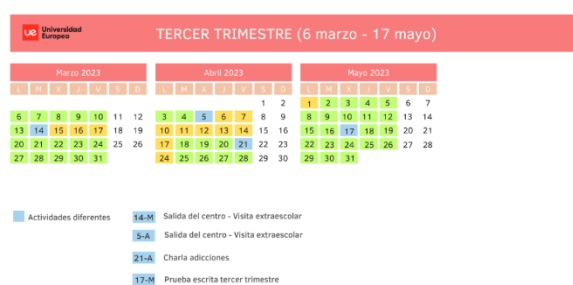 ue Universidad Europea
TERCER TRIMESTRE (6 marzo - 17 mayo)
Marzo 2023
L M X J V S D
6 7 8 9 10 11 12
13 14 15 16 17 18 19
20 21 22 23 24 25 26
27 28 29 30 31
Abril 2023
L M X J V S D
1 2
3 4 5 6 7 8 9
10 11 12 13 14 15 16
17 18 19 20 21 22 23
24 25 26 27 28 29 30
Mayo 2023
L M X J V S D
1 2 3 4 5 6 7
8 9 10 11 12 13 14
15 16 17 18 19 20 21
22 23 24 25 26 27 28
29 30 31
Actividades diferentes
14-M Salida del centro - Visita extraescolar
5-A Salida del centro - Visita extraescolar
21-A Charla adicciones
17-M Prueba escrita tercer trimestre